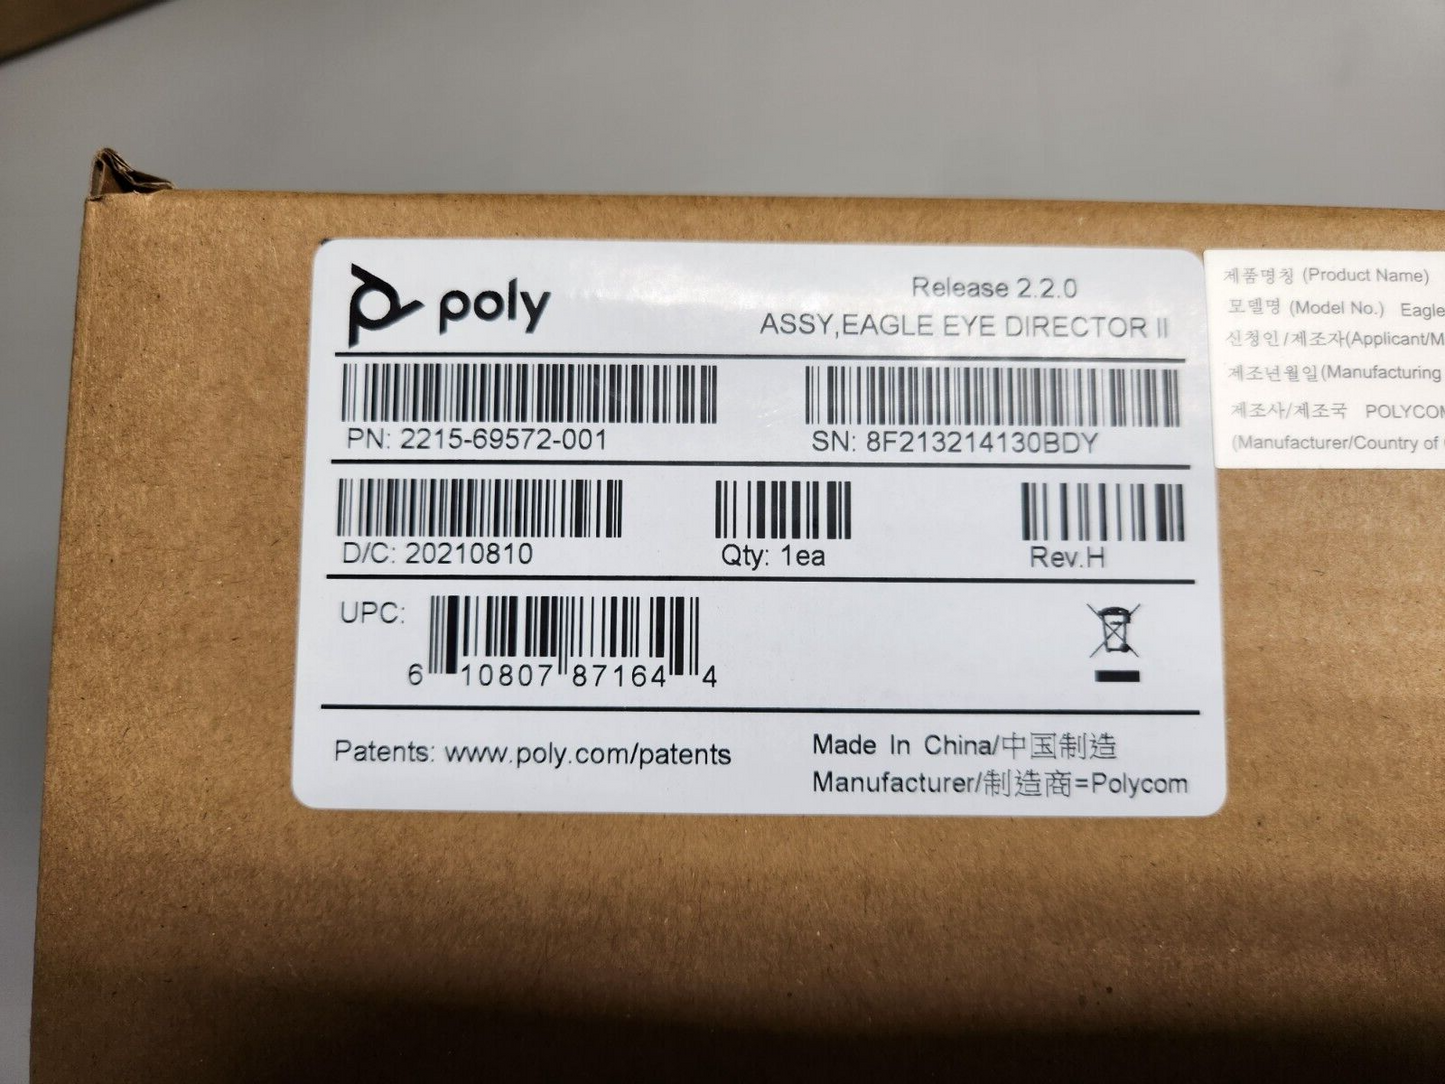 poly
Release 2.2.0
ASSY,EAGLE EYE DIRECTOR II
PN: 2215-69572-001
SN: 8F213214130BDY
D/C: 20210810
Qty: 1ea
Rev.H
UPC:
6 10807 87164 4
Patents: www.poly.com/patents
Made In China/中国制造
Manufacturer/制造商=Polycom
제품명칭 (Product Name)
모델명 (Model No.) Eagle
신청인/제조자(Applicant/M
제조년월일(Manufacturing
제조사/제조국 POLYCOM
(Manufacturer/Country of